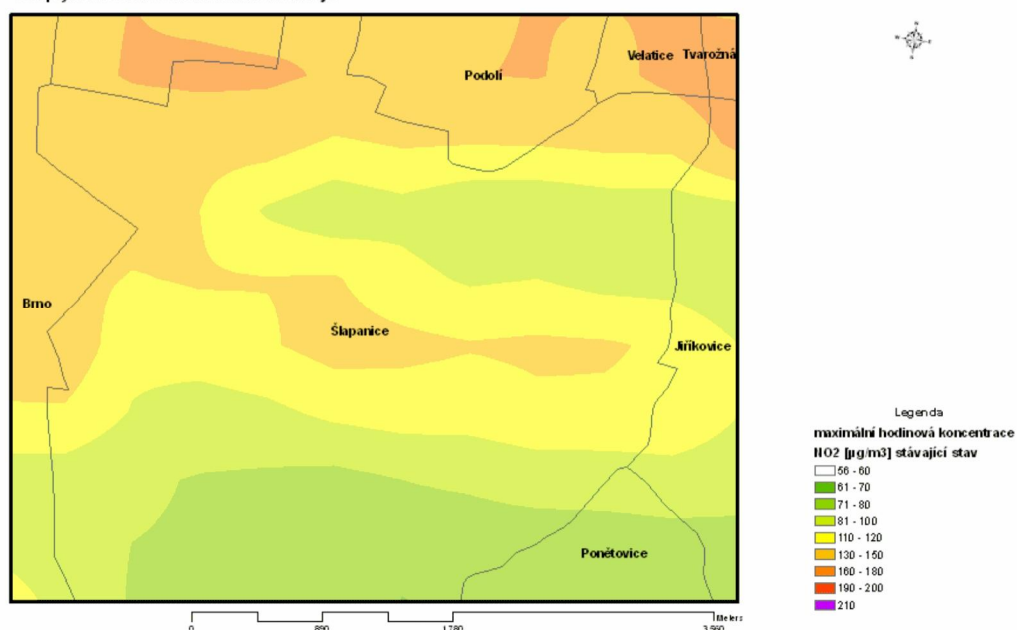 Velatice Tvarožná
Podolí
Brno
Šlapanice
Jiříkovice
Ponětovice
Legenda
maximální hodinová koncentrace
NO2 [µg/m3] stávající stav
56 - 60
61 - 70
71 - 80
81 - 100
110 - 120
130 - 150
160 - 180
190 - 200
210
0 890 1,780 3,560
Meters